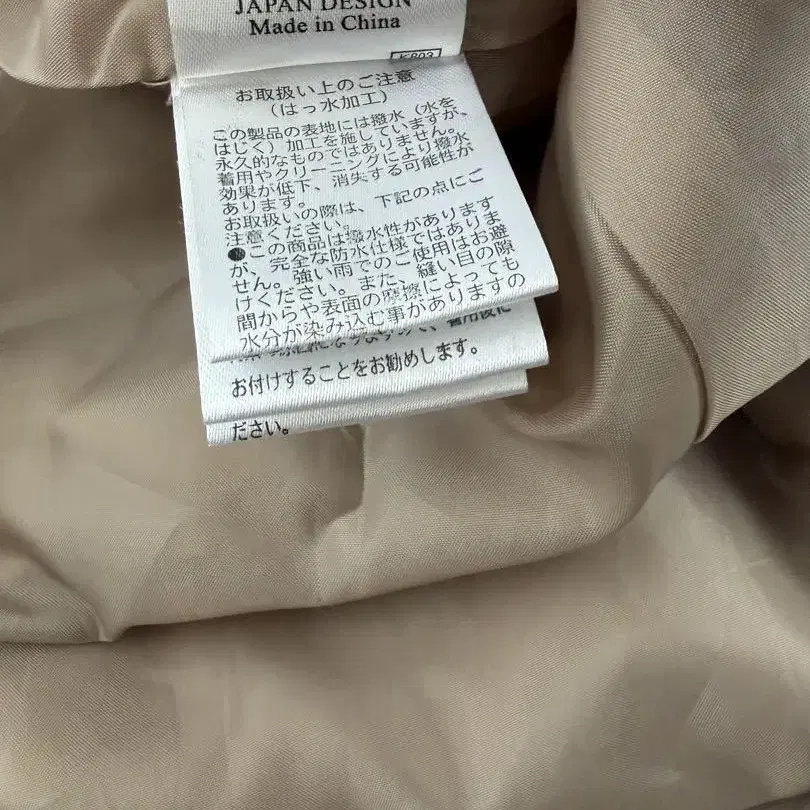 JAPAN DESIGN
Made in China
K803
お取扱い上のご注意
（はっ水加工）
この製品の表地には撥水（水を
はじく）加工を施していますが、
永久的なものではありません。
着用やクリーニングにより撥水
効果が低下、消失する可能性が
あります。
お取扱いの際は、下記の点にご
注意ください。
●この商品は撥水性があります
が、完全な防水仕様ではありま
せん。強い雨でのご使用はお避
けください。また、縫い目の隙
間からや表面の摩擦によっても
水分が染み込む事がありますの
お付けすることをお勧めします。
ださい。